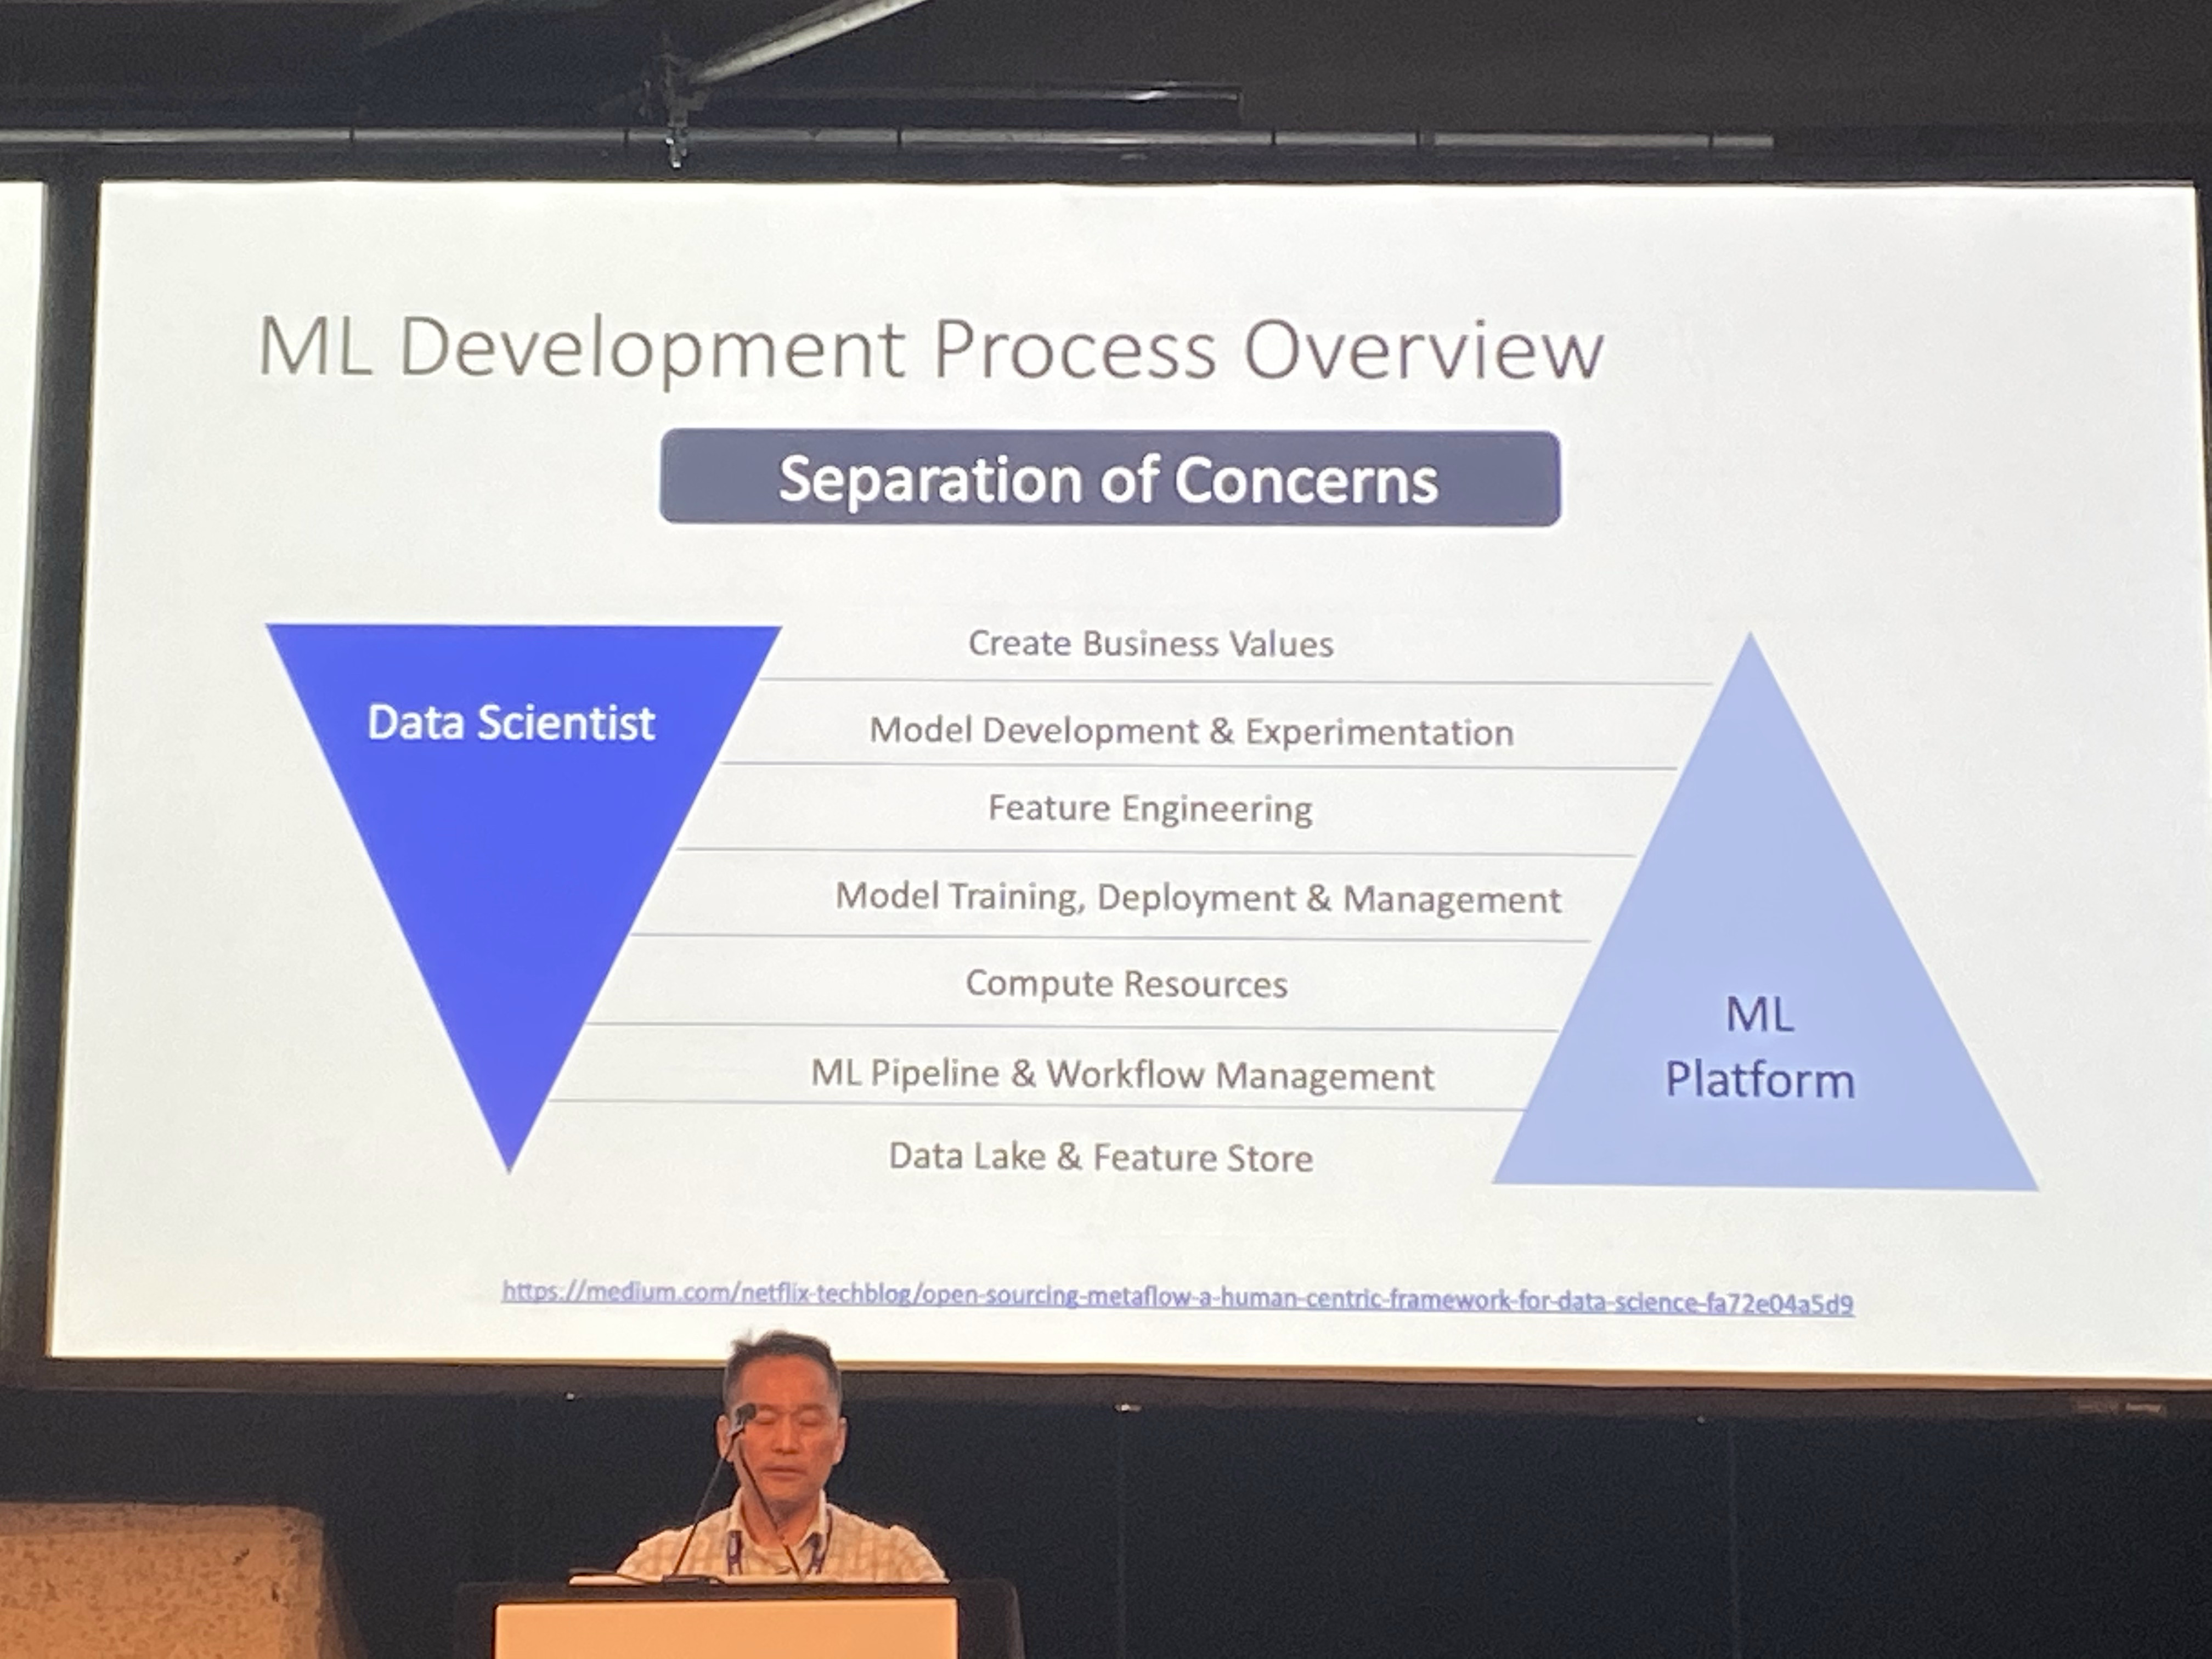 ML Development Process Overview
Separation of Concerns
Data Scientist
Create Business Values
Model Development & Experimentation
Feature Engineering
Model Training, Deployment & Management
Compute Resources
ML Pipeline & Workflow Management
Data Lake & Feature Store
ML
Platform
https://medium.com/netflix-techblog/open-sourcing-metaflow-a-human-centric-framework-for-data-science-fa72e04a5d9